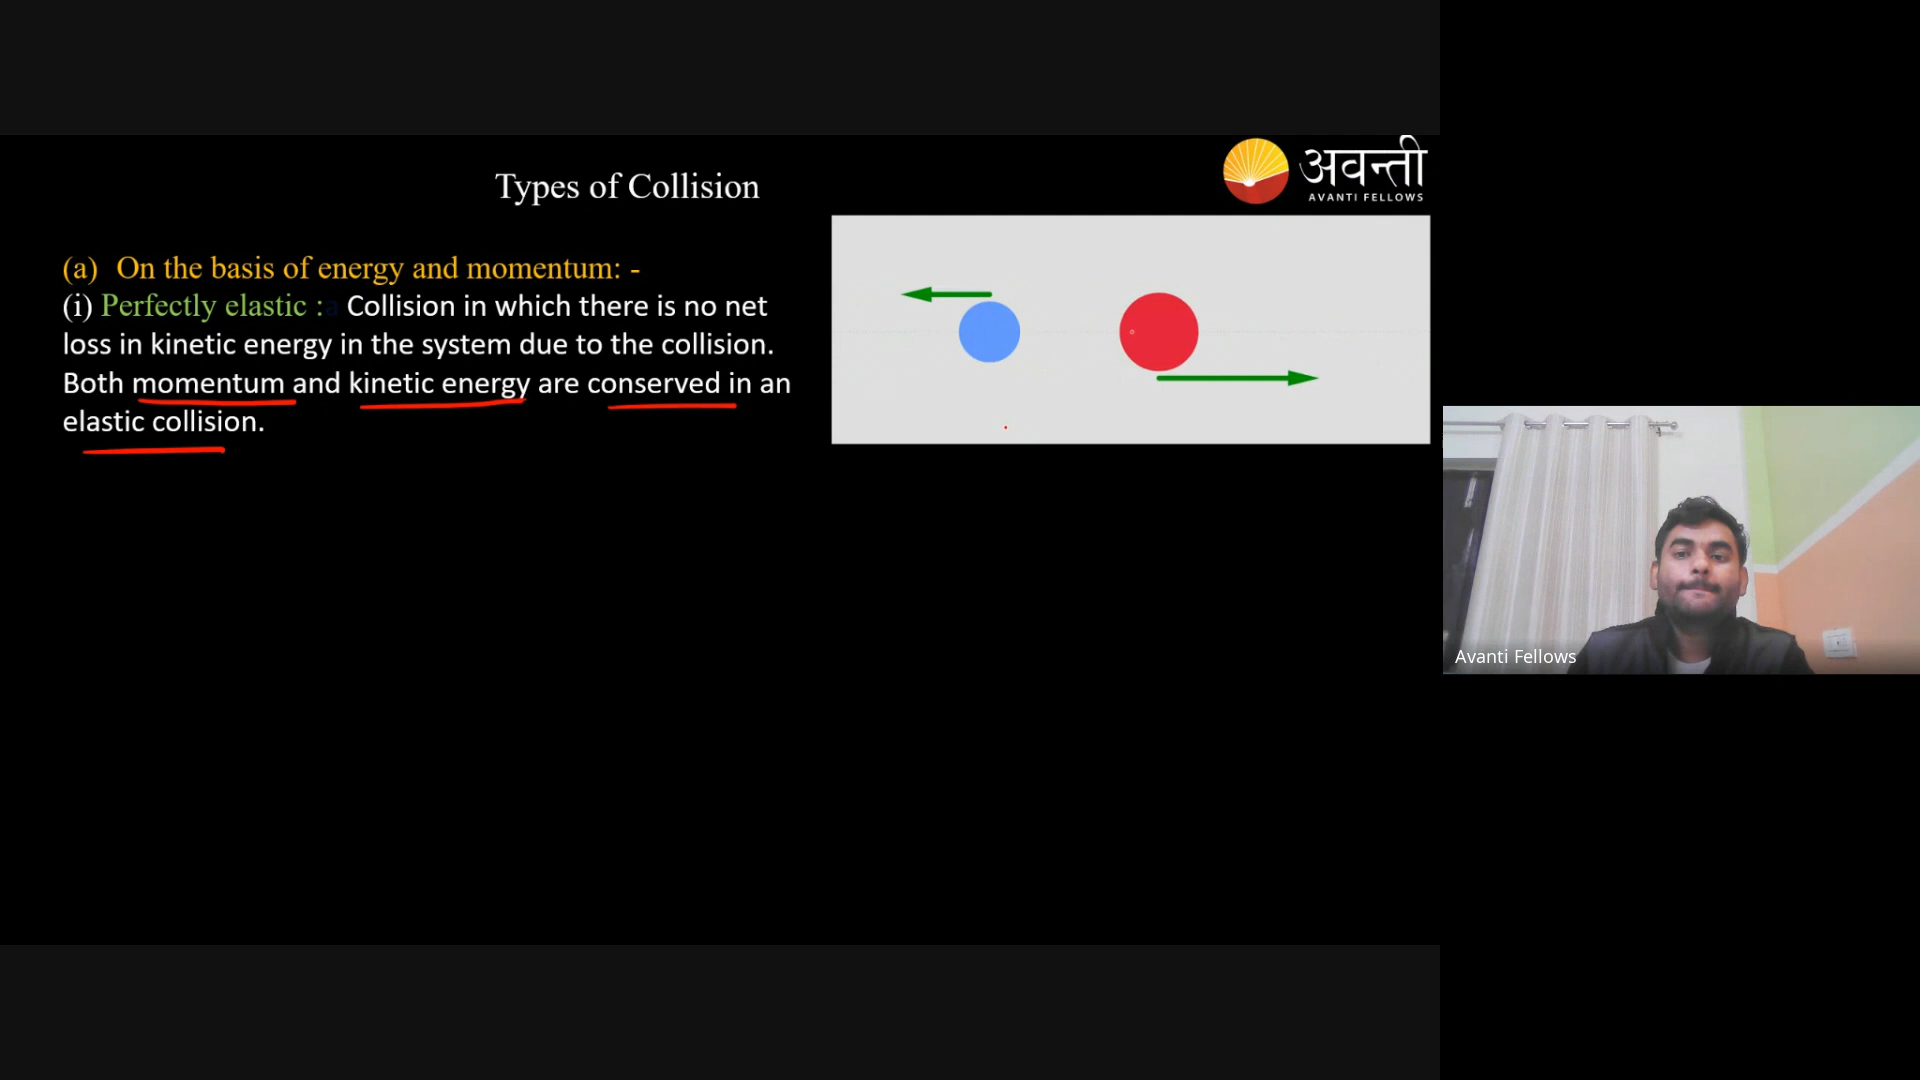 Types of Collision
अवन्ती
AVANTI FELLOWS
(a) On the basis of energy and momentum: -
(i) Perfectly elastic :a Collision in which there is no net
loss in kinetic energy in the system due to the collision.
Both momentum and kinetic energy are conserved in an
elastic collision.
Avanti Fellows